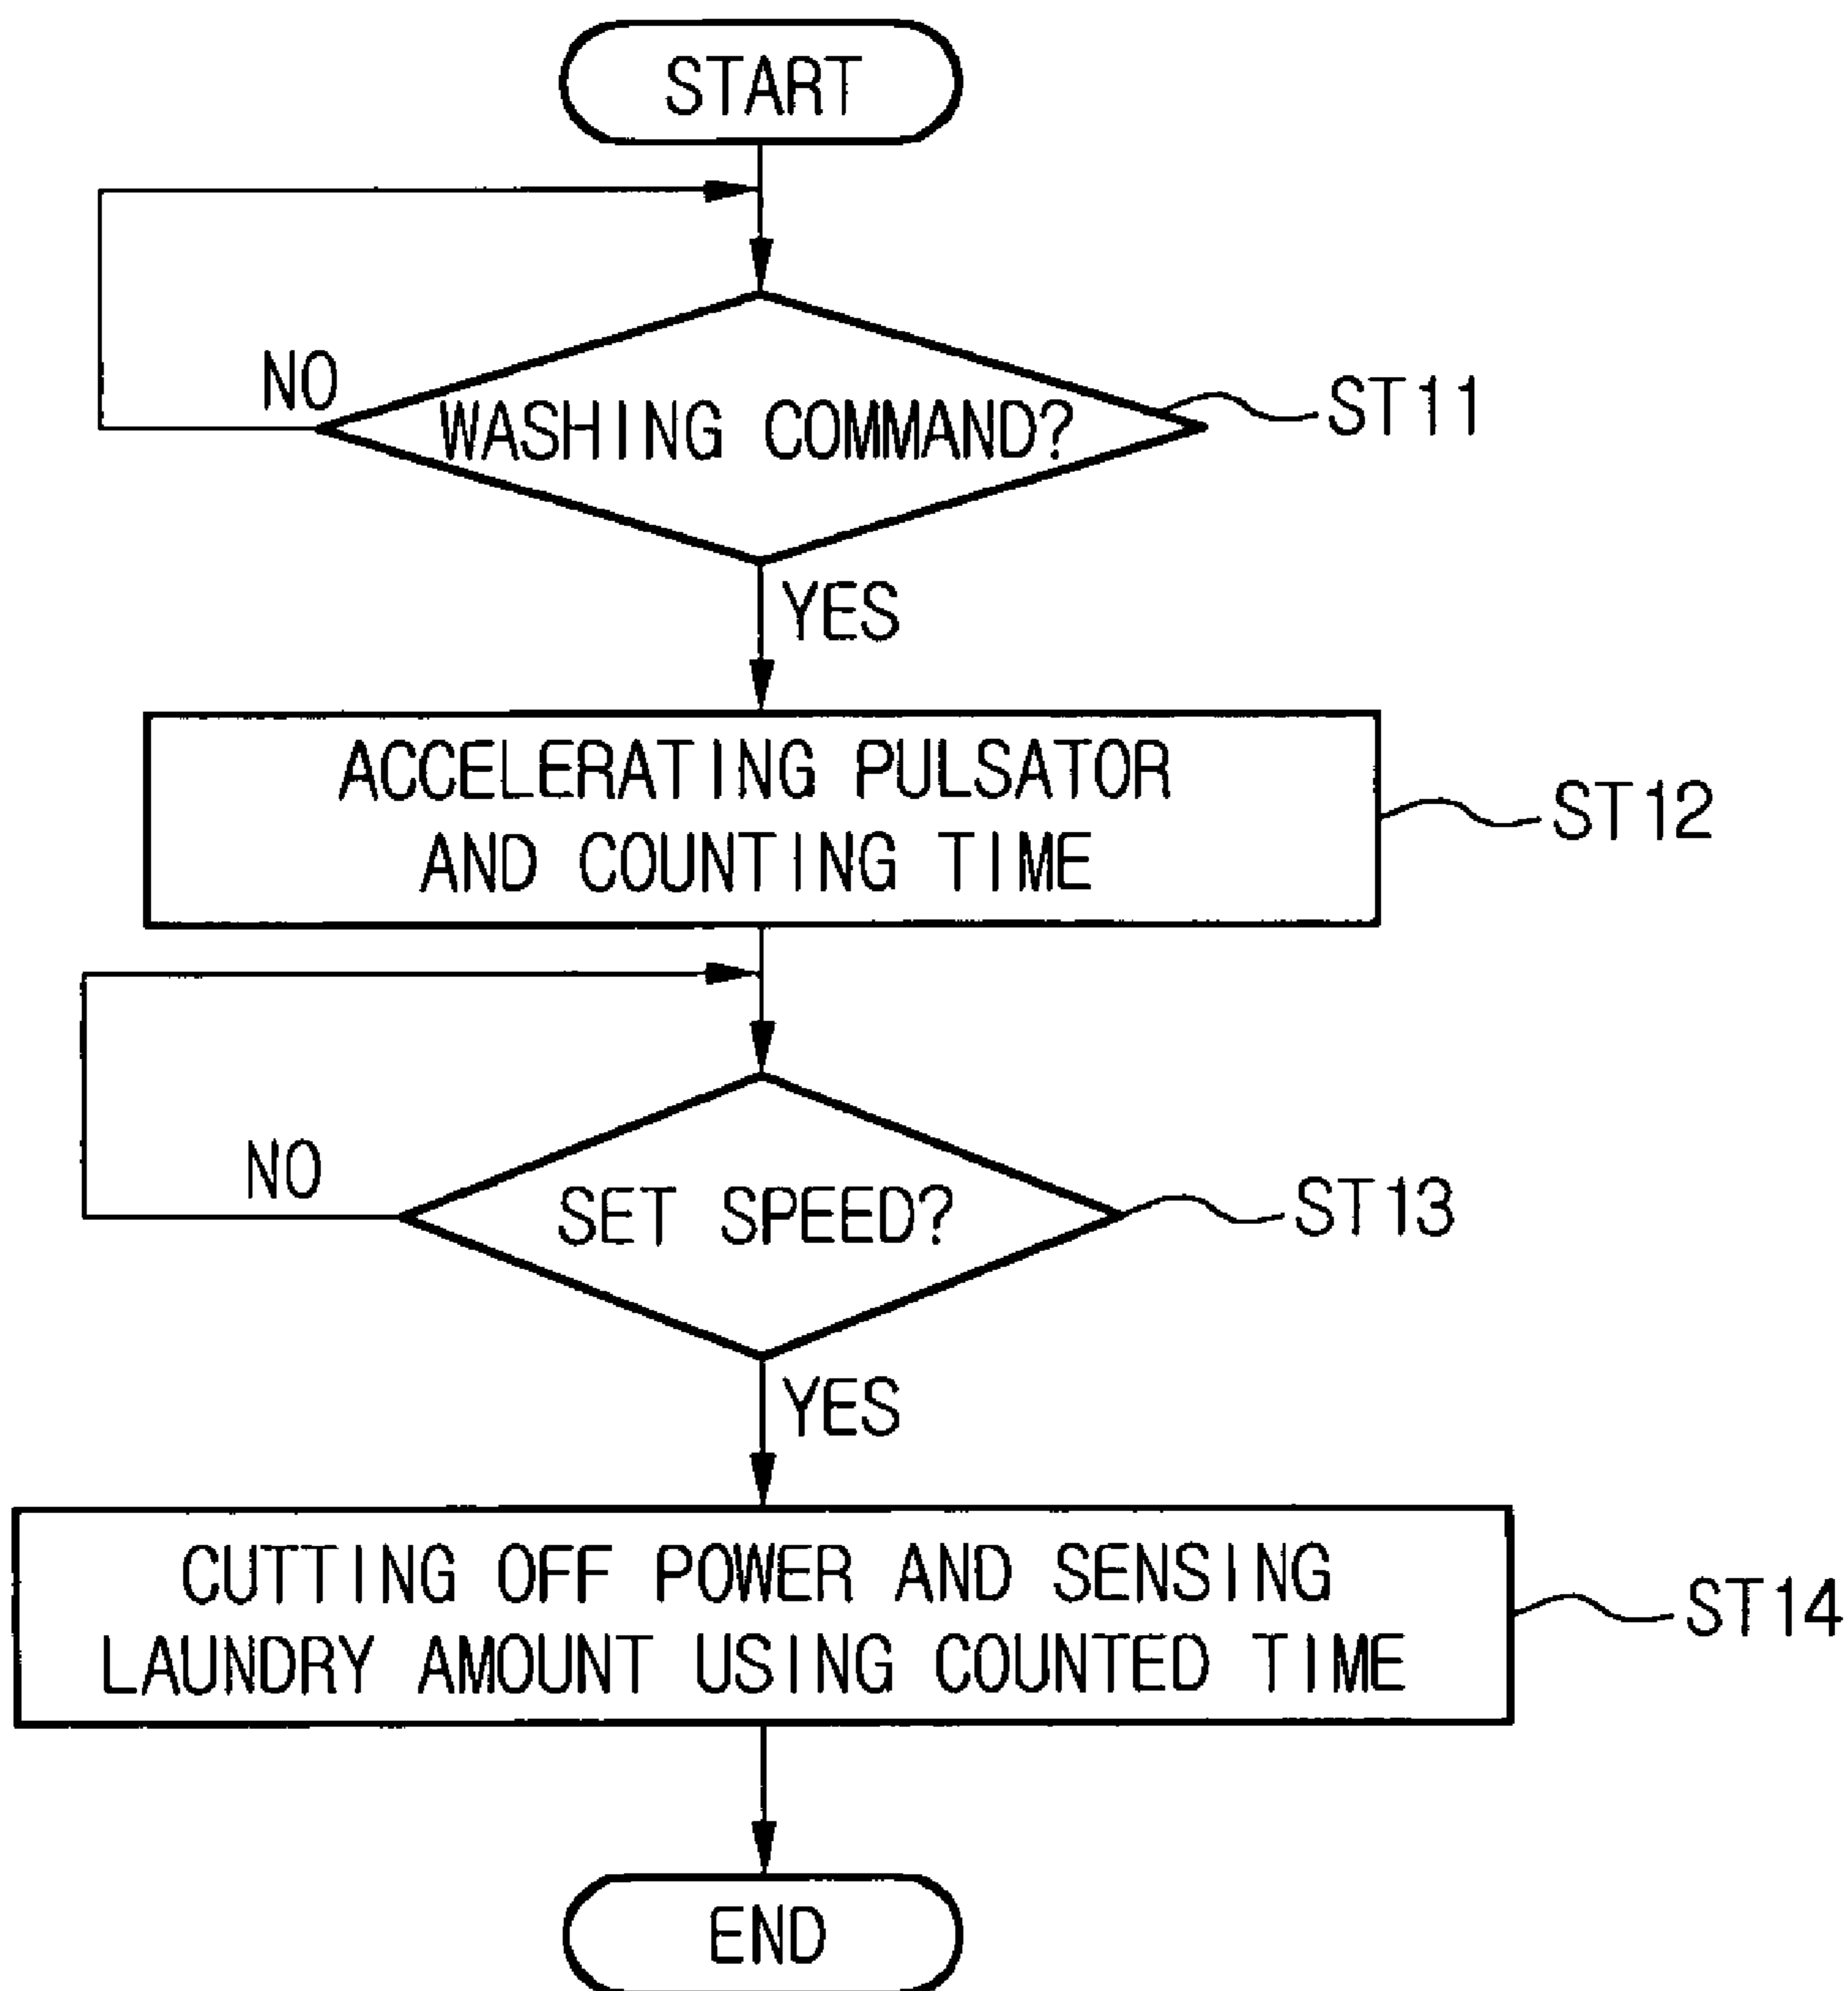 START
NO
WASHING COMMAND?
ST11
YES
ACCELERATING PULSATOR
AND COUNTING TIME
ST12
NO
SET SPEED?
ST13
YES
CUTTING OFF POWER AND SENSING
LAUNDRY AMOUNT USING COUNTED TIME
ST14
END